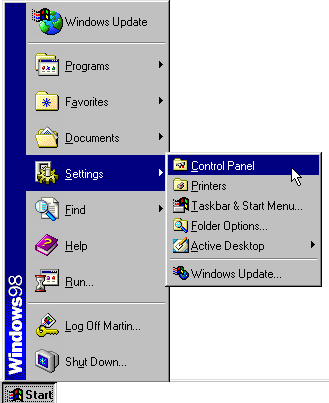 Windows Update
Programs
Favorites
Documents
Settings
Find
Help
Run...
Log Off Martin...
Shut Down...
Control Panel
Printers
Taskbar & Start Menu...
Folder Options...
Active Desktop
Windows Update...
Windows98
Start